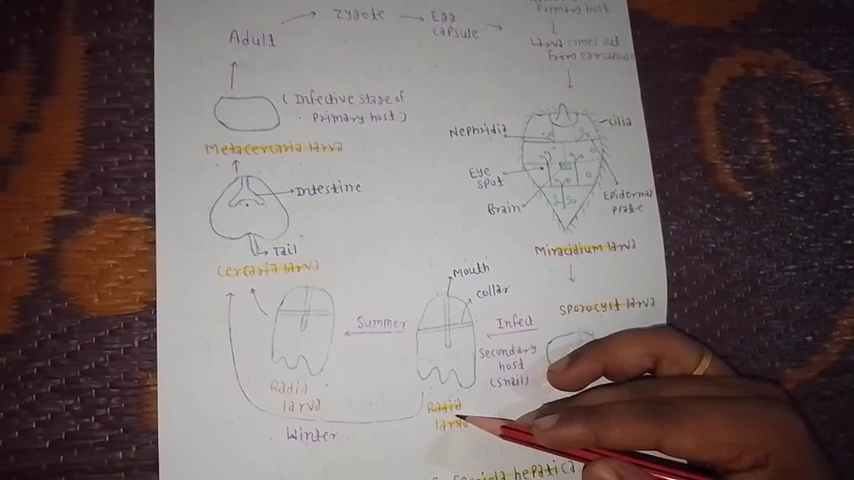 Primary host
Zygote
Egg
capsule
Adult
Larva comes out
from egg capsule
(Infective stage of
Primary host)
Metacercaria larva
Nephridia
cilia
Eye
spot
Brain
Epidermal
plate
Intestine
Miracidium larva
Tail
Cercaria larva
Mouth
collar
Sporocyst larva
Summer
Infect
Secondary
host
(snail)
Radia
larva
Radia
larva
Winter
Fasciola hepatica